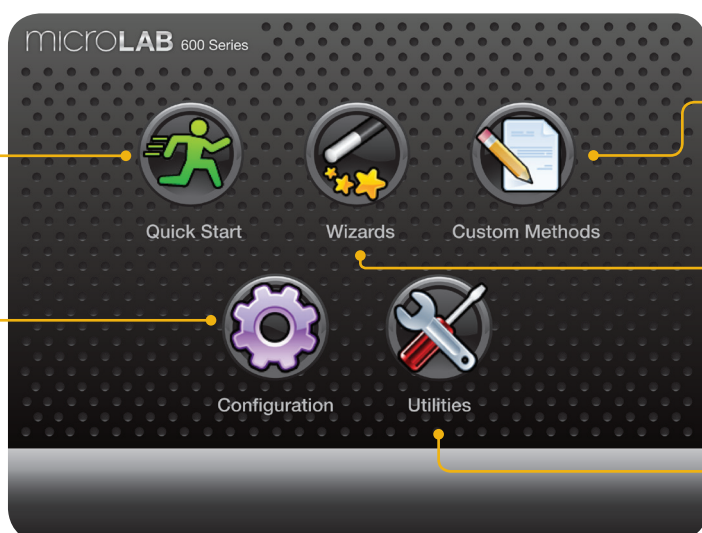 microLAB 600 Series
Quick Start
Wizards
Custom Methods
Configuration
Utilities